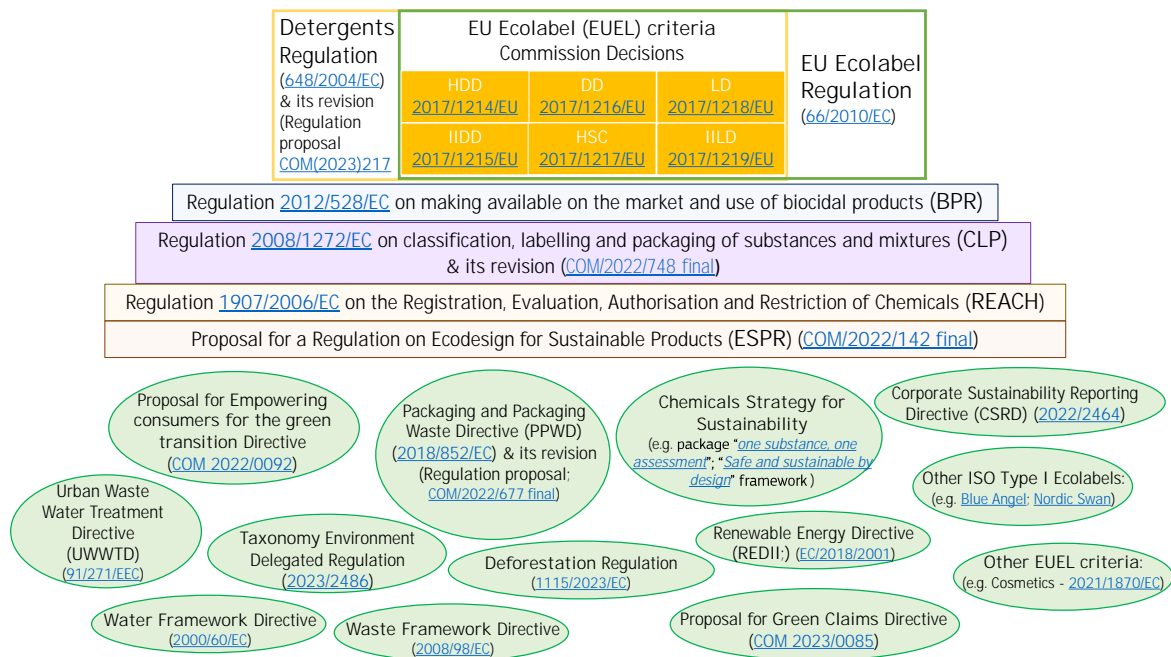 Detergents
Regulation
(648/2004/EC)
& its revision
(Regulation
proposal
COM(2023)217
EU Ecolabel (EUEL) criteria
Commission Decisions
HDD
2017/1214/EU
DD
2017/1216/EU
LD
2017/1218/EU
IIDD
2017/1215/EU
HSC
2017/1217/EU
IILD
2017/1219/EU
EU Ecolabel
Regulation
(66/2010/EC)
Regulation 2012/528/EC on making available on the market and use of biocidal products (BPR)
Regulation 2008/1272/EC on classification, labelling and packaging of substances and mixtures (CLP)
& its revision (COM/2022/748 final)
Regulation 1907/2006/EC on the Registration, Evaluation, Authorisation and Restriction of Chemicals (REACH)
Proposal for a Regulation on Ecodesign for Sustainable Products (ESPR) (COM/2022/142 final)
Proposal for Empowering
consumers for the green
transition Directive
(COM 2022/0092)
Packaging and Packaging
Waste Directive (PPWD)
(2018/852/EC) & its revision
(Regulation proposal;
COM/2022/677 final)
Chemicals Strategy for
Sustainability
(e.g. package “one substance, one
assessment”; “Safe and sustainable by
design” framework)
Corporate Sustainability Reporting
Directive (CSRD) (2022/2464)
Other ISO Type I Ecolabels:
(e.g. Blue Angel; Nordic Swan)
Urban Waste
Water Treatment
Directive
(UWWTD)
(91/271/EEC)
Taxonomy Environment
Delegated Regulation
(2023/2486)
Deforestation Regulation
(1115/2023/EC)
Renewable Energy Directive
(REDII;) (EC/2018/2001)
Other EUEL criteria:
(e.g. Cosmetics - 2021/1870/EC)
Water Framework Directive
(2000/60/EC)
Waste Framework Directive
(2008/98/EC)
Proposal for Green Claims Directive
(COM 2023/0085)